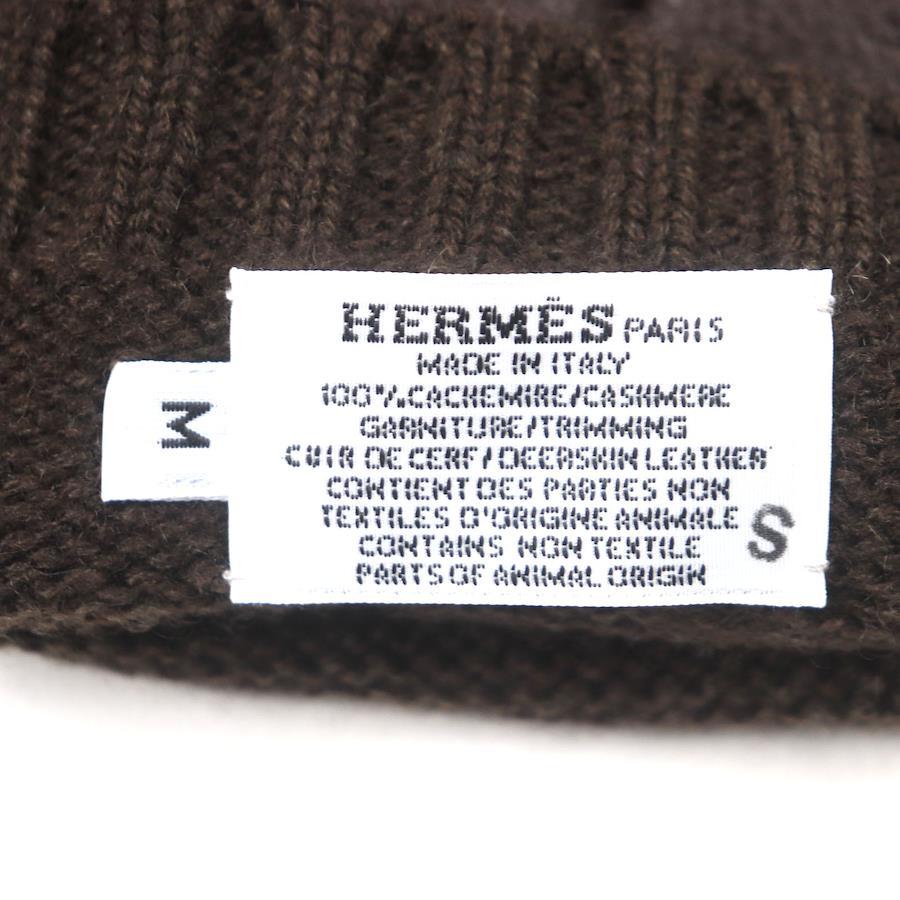 HERMËS PARIS
MADE IN ITALY
100%CACHEMIRE/CASHMERE
GARNITURE/TRIMMING
CUIR DE CERF/DEERSKIN LEATHER
CONTIENT DES PARTIES NON
TEXTILES D'ORIGINE ANIMALE
CONTAINS NON TEXTILE
PARTS OF ANIMAL ORIGIN
S
M